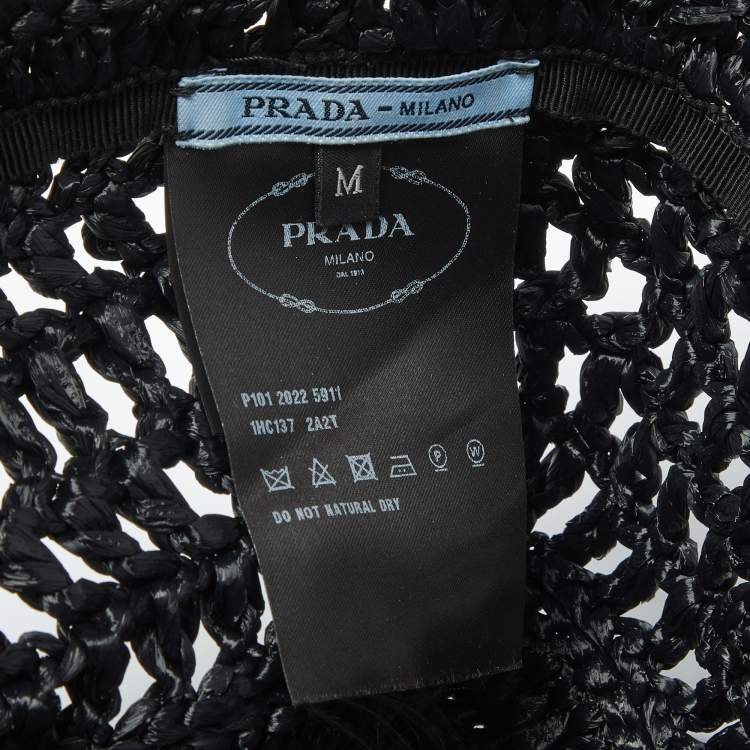 PRADA - MILANO
M
PRADA
MILANO
DAL 1913
P101 2022 5911
1HC137 2A2T
P W
DO NOT NATURAL DRY